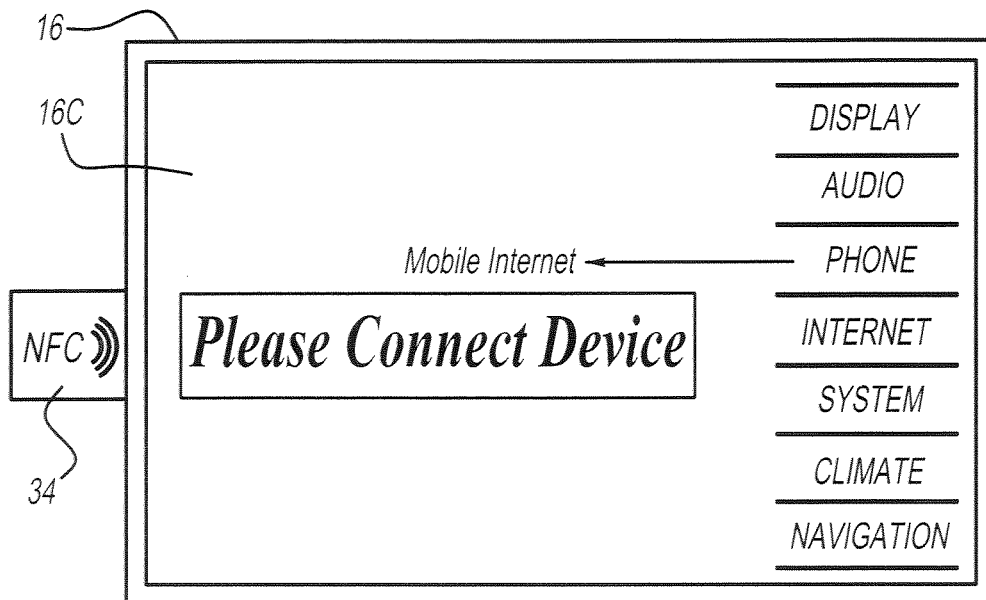 16
16C
DISPLAY
AUDIO
Mobile Internet
PHONE
Please Connect Device
INTERNET
NFC
SYSTEM
34
CLIMATE
NAVIGATION